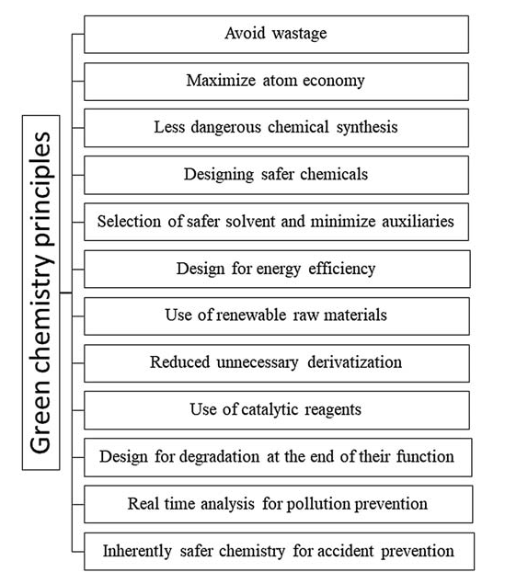 Green chemistry principles
Avoid wastage
Maximize atom economy
Less dangerous chemical synthesis
Designing safer chemicals
Selection of safer solvent and minimize auxiliaries
Design for energy efficiency
Use of renewable raw materials
Reduced unnecessary derivatization
Use of catalytic reagents
Design for degradation at the end of their function
Real time analysis for pollution prevention
Inherently safer chemistry for accident prevention